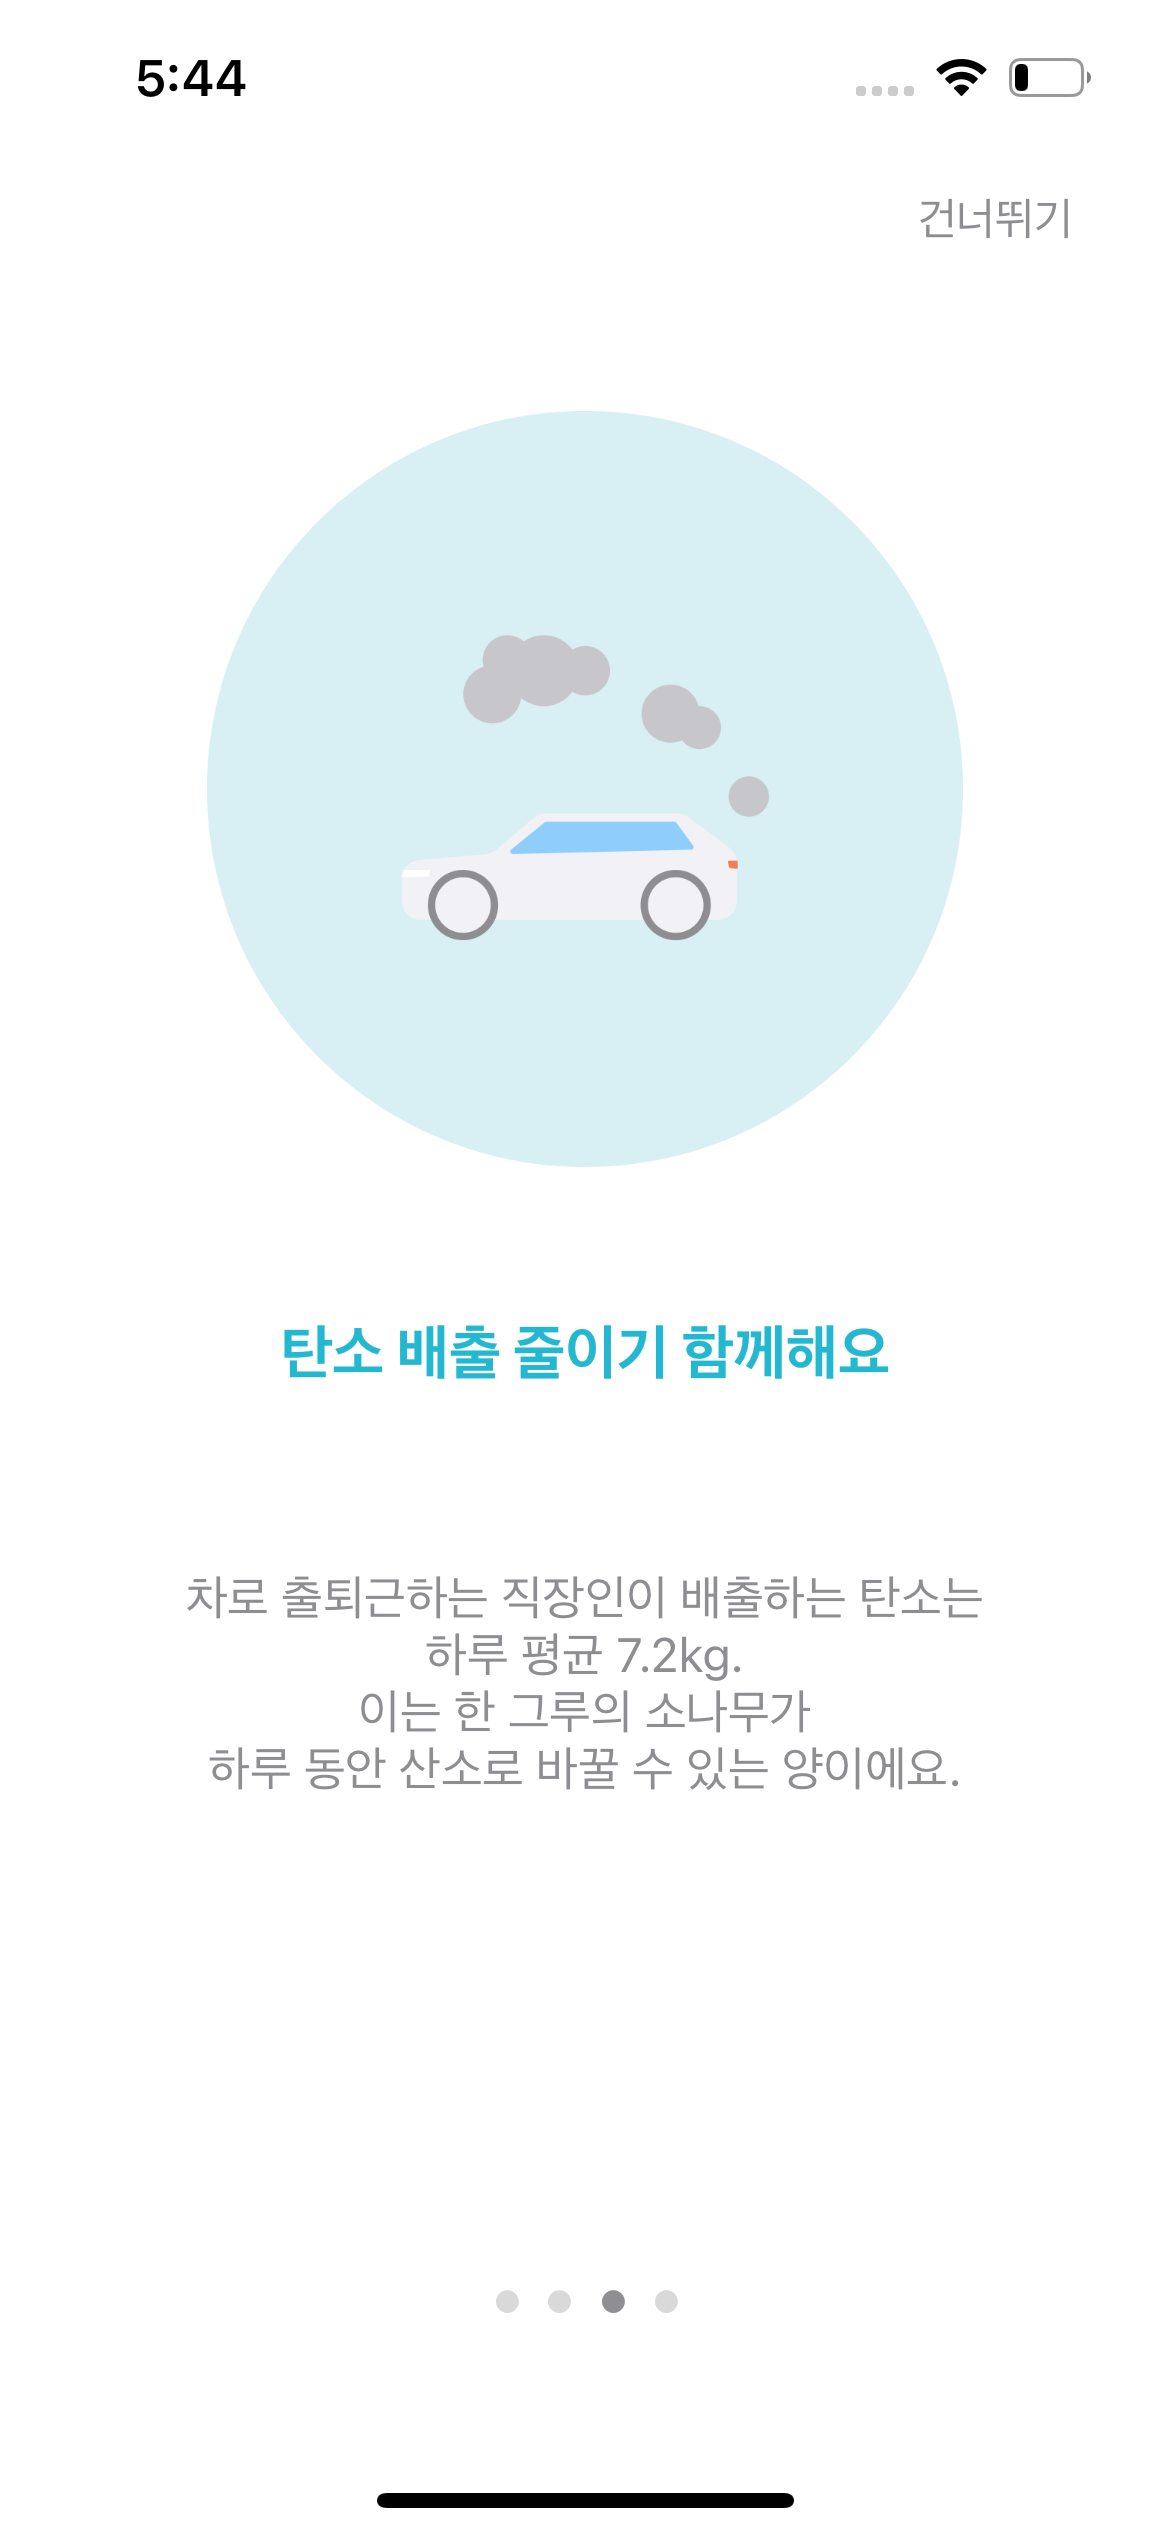 5:44
건너뛰기
탄소 배출 줄이기 함께해요
차로 출퇴근하는 직장인이 배출하는 탄소는
하루 평균 7.2kg.
이는 한 그루의 소나무가
하루 동안 산소로 바꿀 수 있는 양이에요.